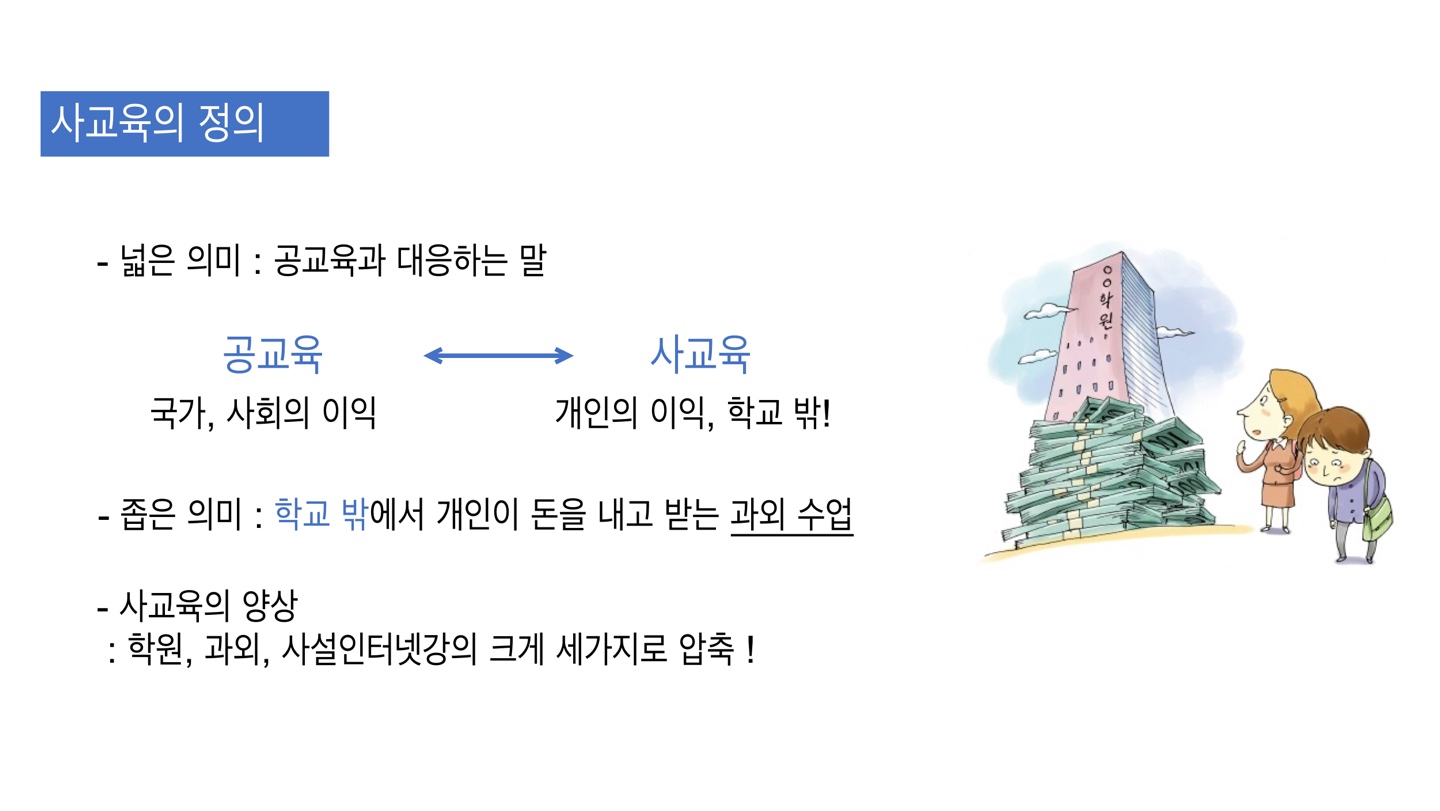 사교육의 정의
- 넓은 의미 : 공교육과 대응하는 말
공교육 사교육
국가, 사회의 이익 개인의 이익, 학교 밖!
- 좁은 의미 : 학교 밖에서 개인이 돈을 내고 받는 과외 수업
- 사교육의 양상
: 학원, 과외, 사설인터넷강의 크게 세가지로 압축 !
○○학원
101